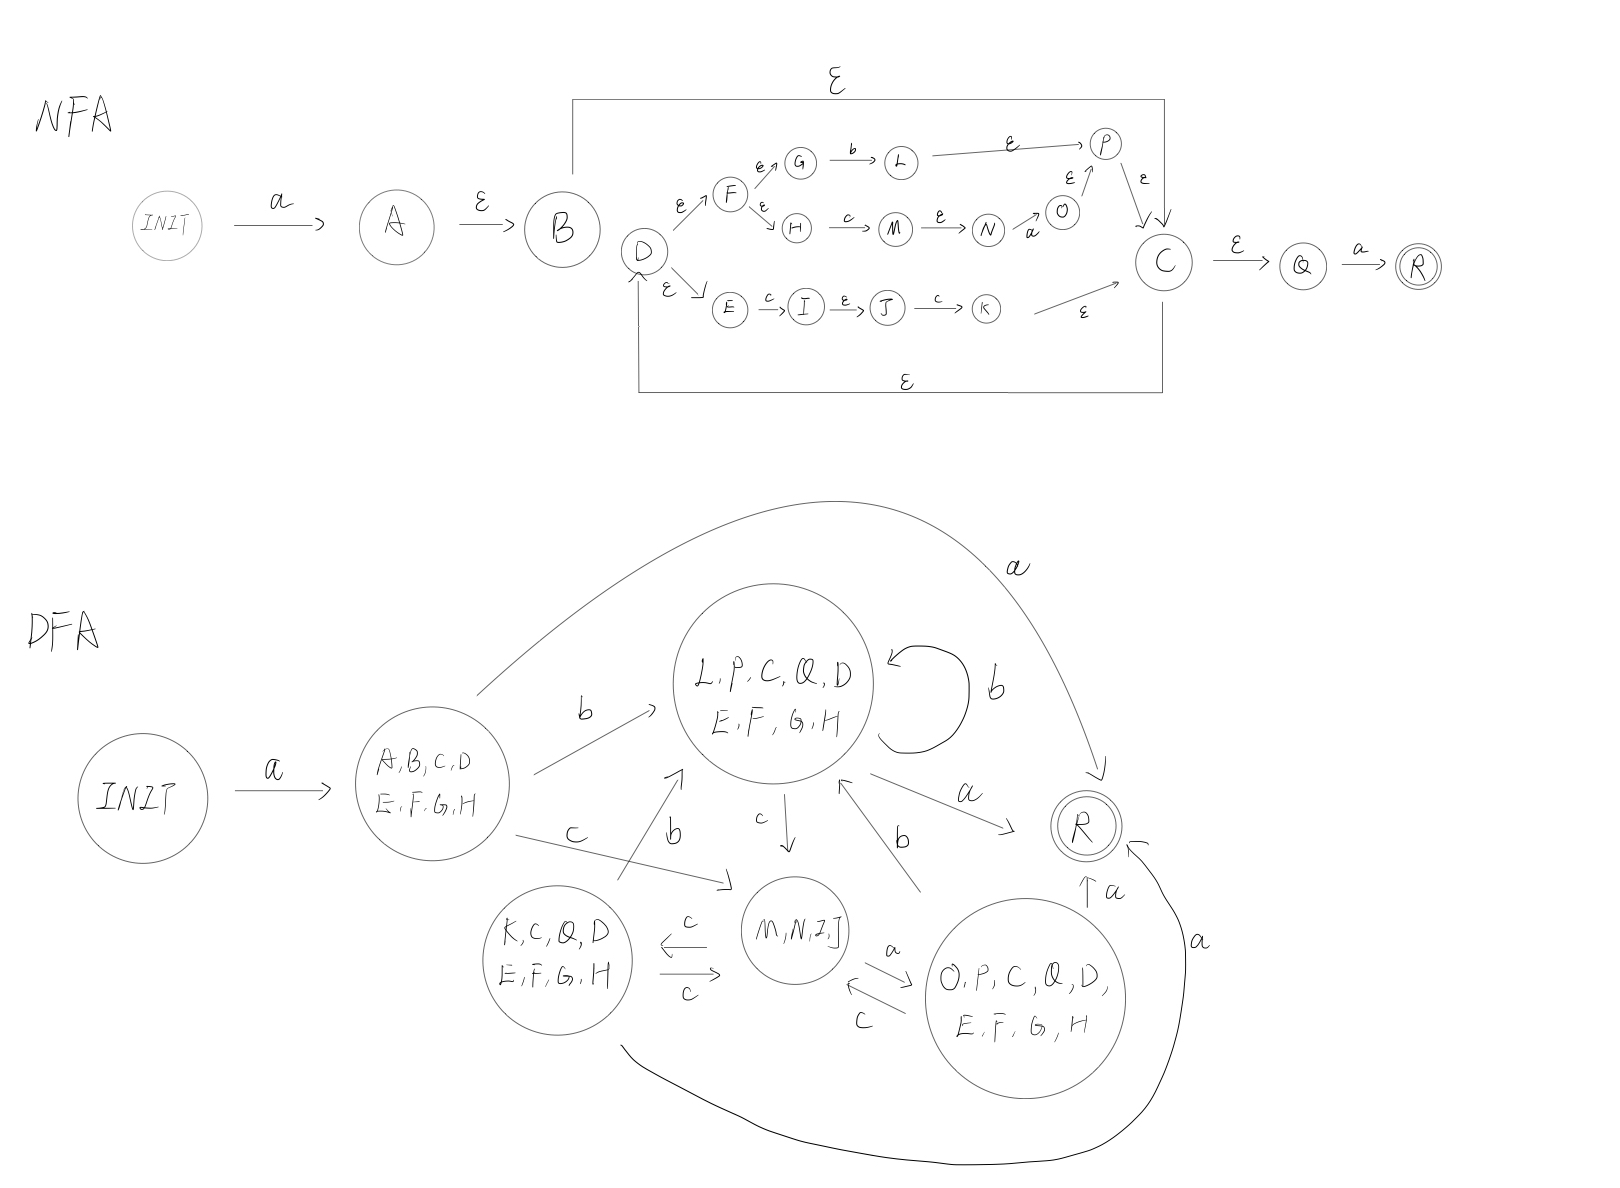 NFA
ε
INIT
a
A
ε
B
D
ε
F
ε
G
b
L
ε
P
ε
ε
H
c
M
ε
N
a
O
ε
ε
E
c
I
ε
J
c
K
ε
C
ε
Q
a
R
ε
DFA
INIT
a
A, B, C, D
E, F, G, H
a
b
c
L, P, C, Q, D
E, F, G, H
b
a
c
R
K, C, Q, D
E, F, G, H
b
c
c
M, N, I, J
a
c
O, P, C, Q, D,
E, F, G, H
b
a
a